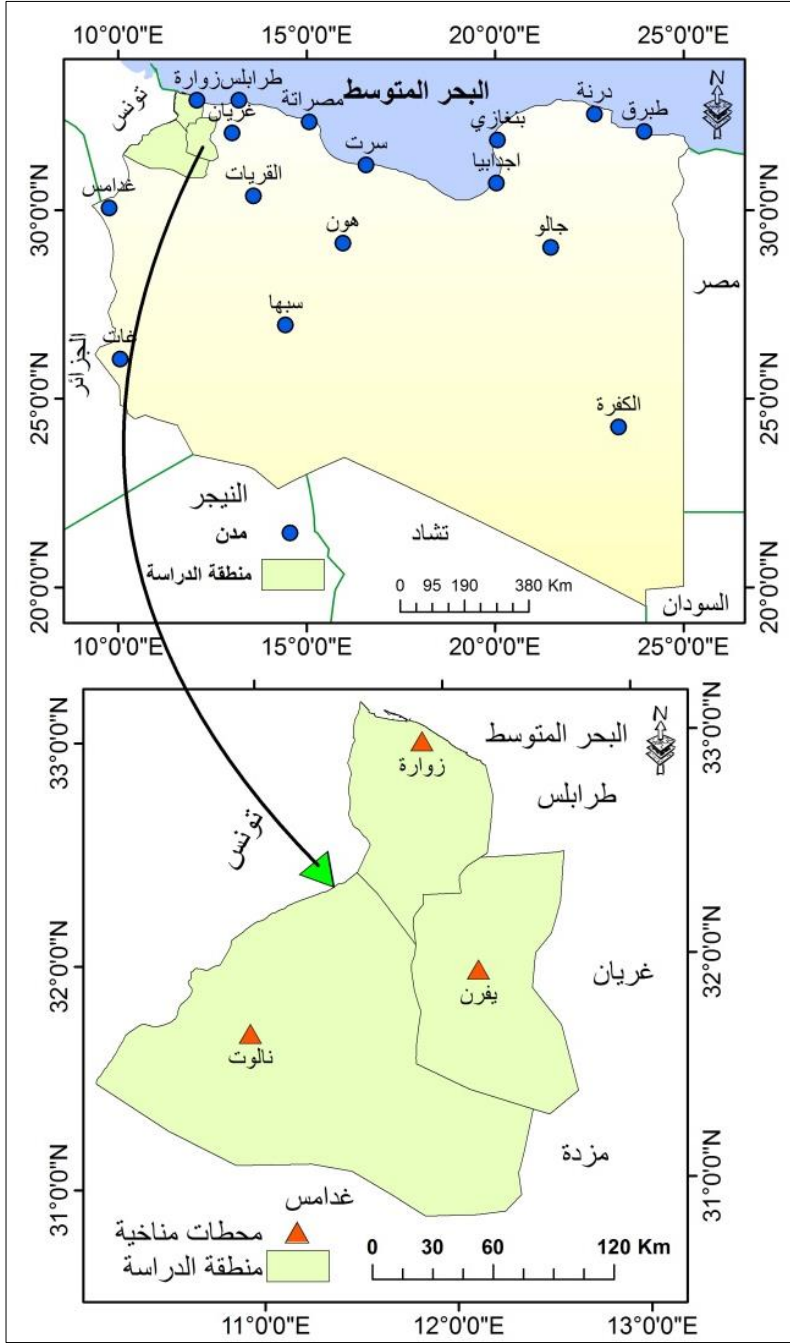 10°0'0"E 15°0'0"E 20°0'0"E 25°0'0"E
N
البحر المتوسط
تونس
زوارة
طرابلس
غريان
مصراتة
سرت
بنغازي
درنة
طبرق
اجدابيا
القريات
غدامس
هون
جالو
سبها
غات
الجزائر
مصر
الكفرة
النيجر
تشاد
السودان
مدن
منطقة الدراسة
0 95 190 380 Km
30°0'0"N 30°0'0"N
25°0'0"N 25°0'0"N
20°0'0"N 20°0'0"N
10°0'0"E 15°0'0"E 20°0'0"E 25°0'0"E
N
البحر المتوسط
زوارة
طرابلس
تونس
غريان
يفرن
نالوت
مزدة
غدامس
محطات مناخية
منطقة الدراسة
0 30 60 120 Km
33°0'0"N 33°0'0"N
32°0'0"N 32°0'0"N
31°0'0"N 31°0'0"N
11°0'0"E 12°0'0"E 13°0'0"E